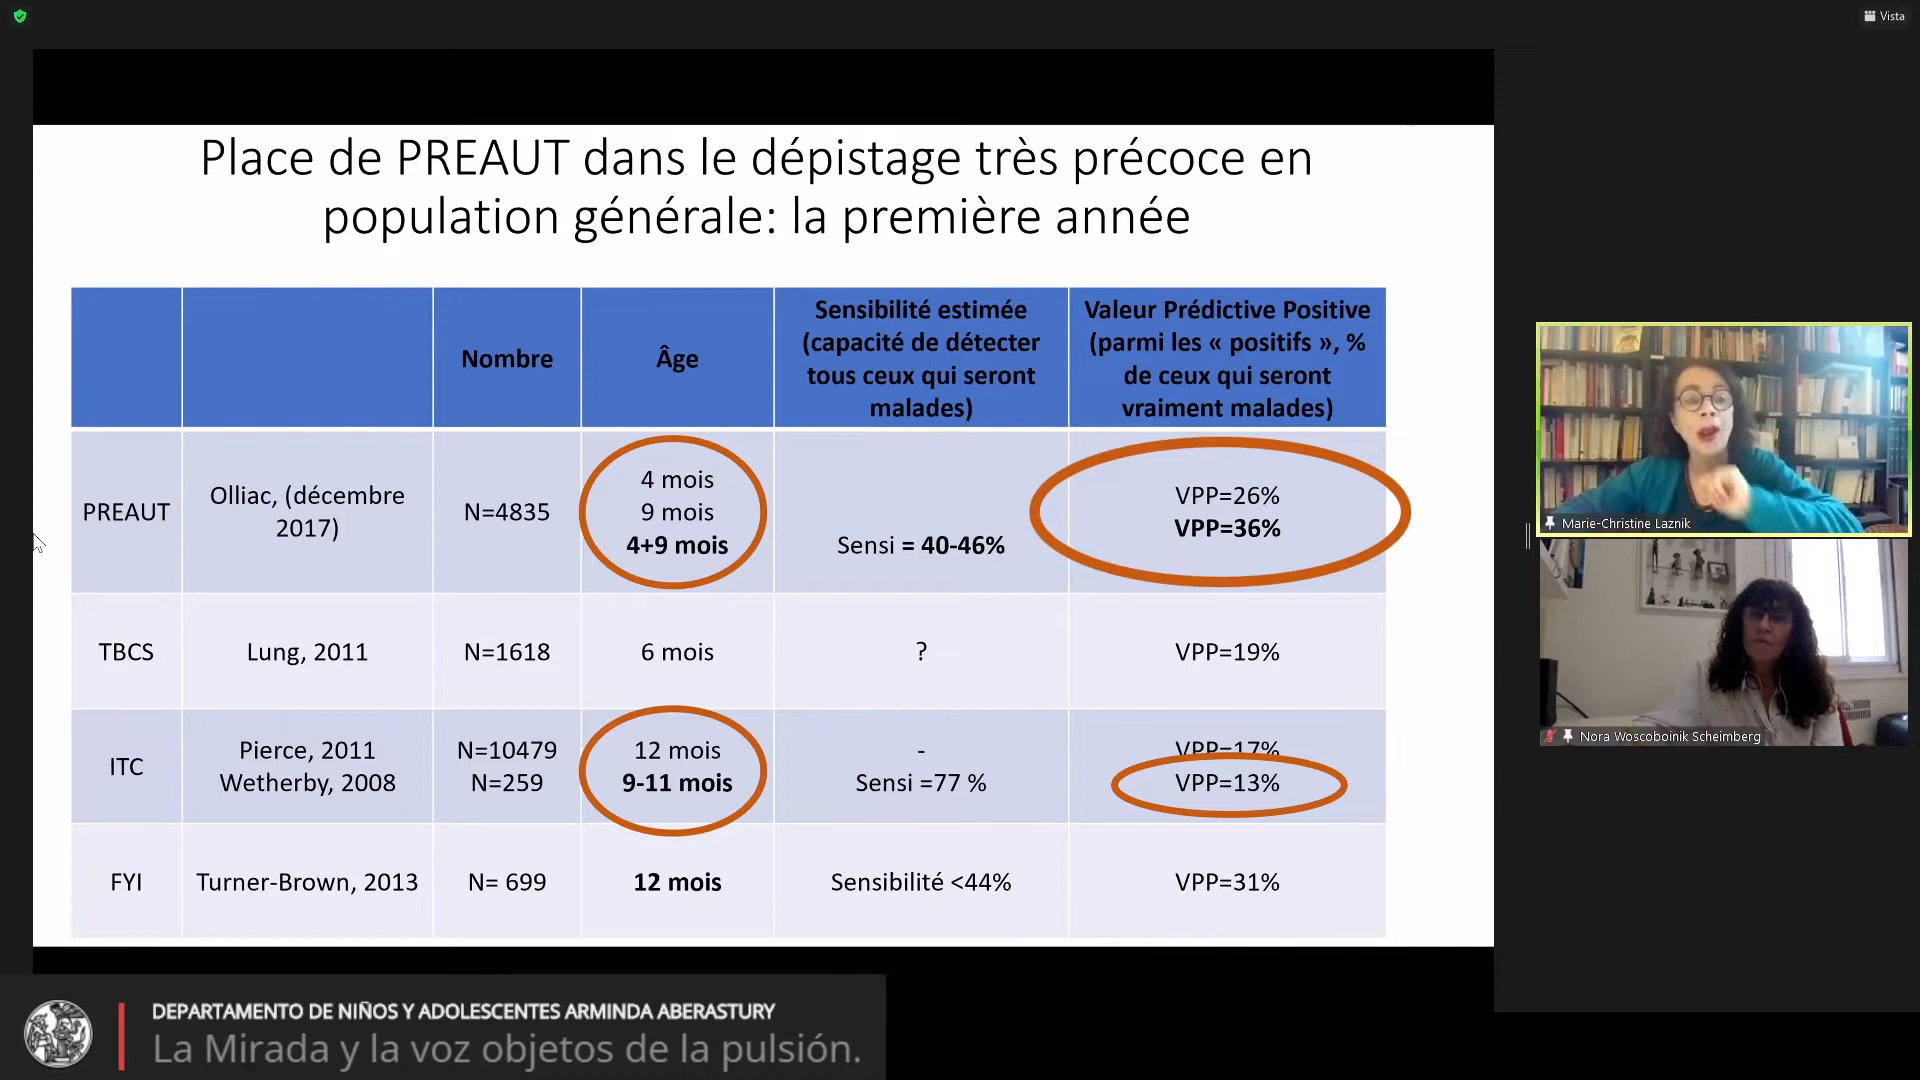 Vista
Place de PREAUT dans le dépistage très précoce en
population générale: la première année
Nombre
Âge
Sensibilité estimée
(capacité de détecter
tous ceux qui seront
malades)
Valeur Prédictive Positive
(parmi les « positifs », %
de ceux qui seront
vraiment malades)
PREAUT
Olliac, (décembre
2017)
N=4835
4 mois
9 mois
4+9 mois
Sensi = 40-46%
VPP=26%
VPP=36%
TBCS
Lung, 2011
N=1618
6 mois
?
VPP=19%
ITC
Pierce, 2011
Wetherby, 2008
N=10479
N=259
12 mois
9-11 mois
-
Sensi =77 %
VPP=17%
VPP=13%
FYI
Turner-Brown, 2013
N= 699
12 mois
Sensibilité <44%
VPP=31%
Marie-Christine Laznik
Nora Woscoboinik Scheimberg
DEPARTAMENTO DE NIÑOS Y ADOLESCENTES ARMINDA ABERASTURY
La Mirada y la voz objetos de la pulsión.